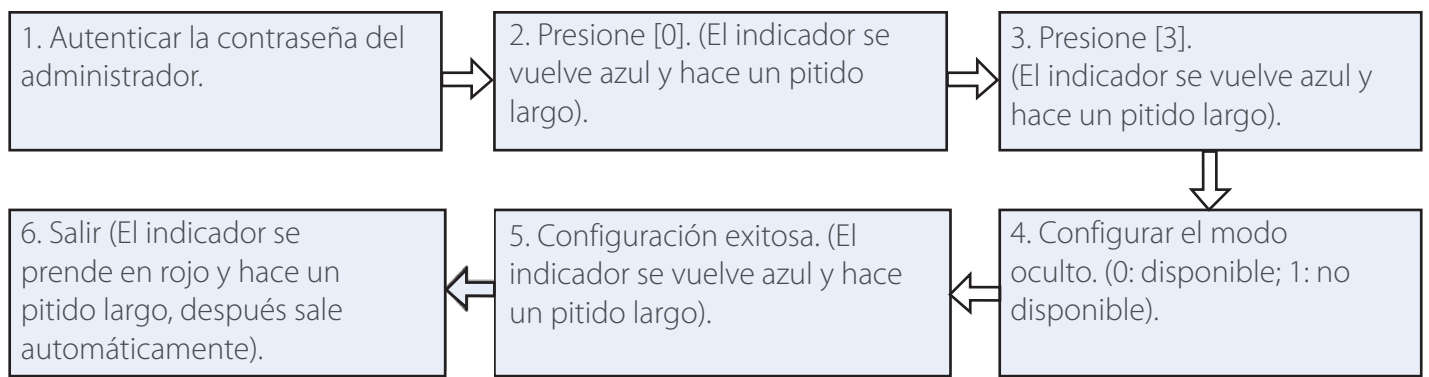 1. Autenticar la contraseña del
administrador.
2. Presione [0]. (El indicador se
vuelve azul y hace un pitido
largo).
3. Presione [3].
(El indicador se vuelve azul y
hace un pitido largo).
4. Configurar el modo
oculto. (0: disponible; 1: no
disponible).
5. Configuración exitosa. (El
indicador se vuelve azul y hace
un pitido largo).
6. Salir (El indicador se
prende en rojo y hace un
pitido largo, después sale
automáticamente).